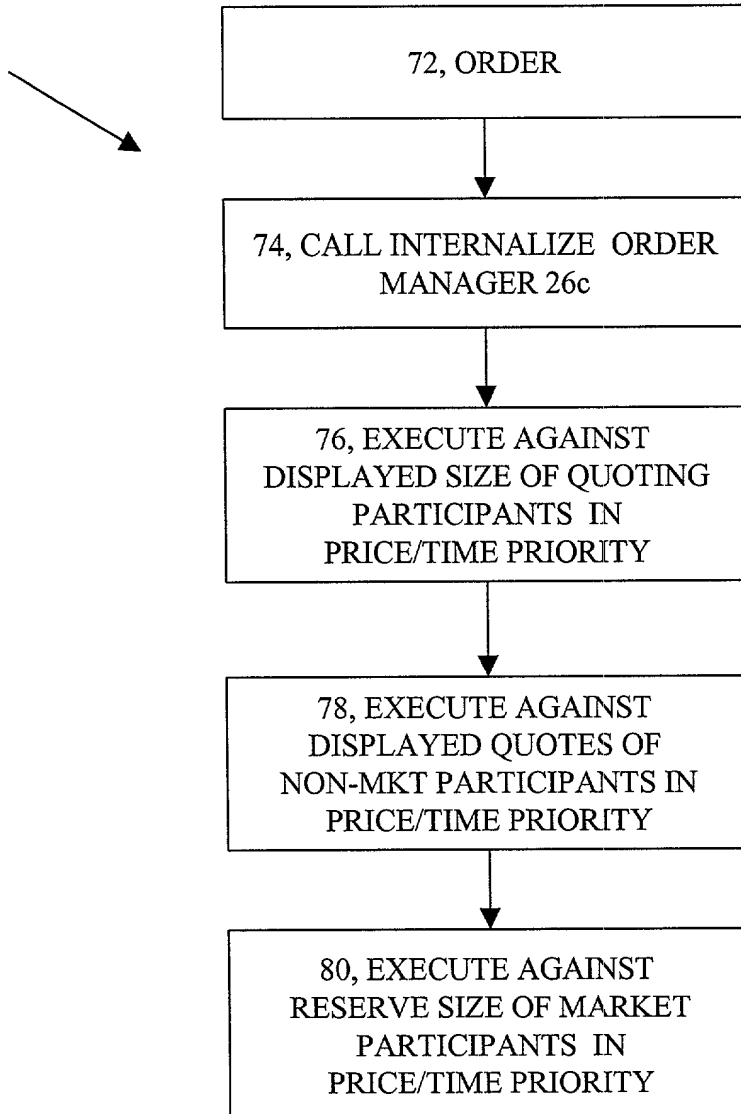 72, ORDER
74, CALL INTERNALIZE ORDER
MANAGER 26c
76, EXECUTE AGAINST
DISPLAYED SIZE OF QUOTING
PARTICIPANTS IN
PRICE/TIME PRIORITY
78, EXECUTE AGAINST
DISPLAYED QUOTES OF
NON-MKT PARTICIPANTS IN
PRICE/TIME PRIORITY
80, EXECUTE AGAINST
RESERVE SIZE OF MARKET
PARTICIPANTS IN
PRICE/TIME PRIORITY